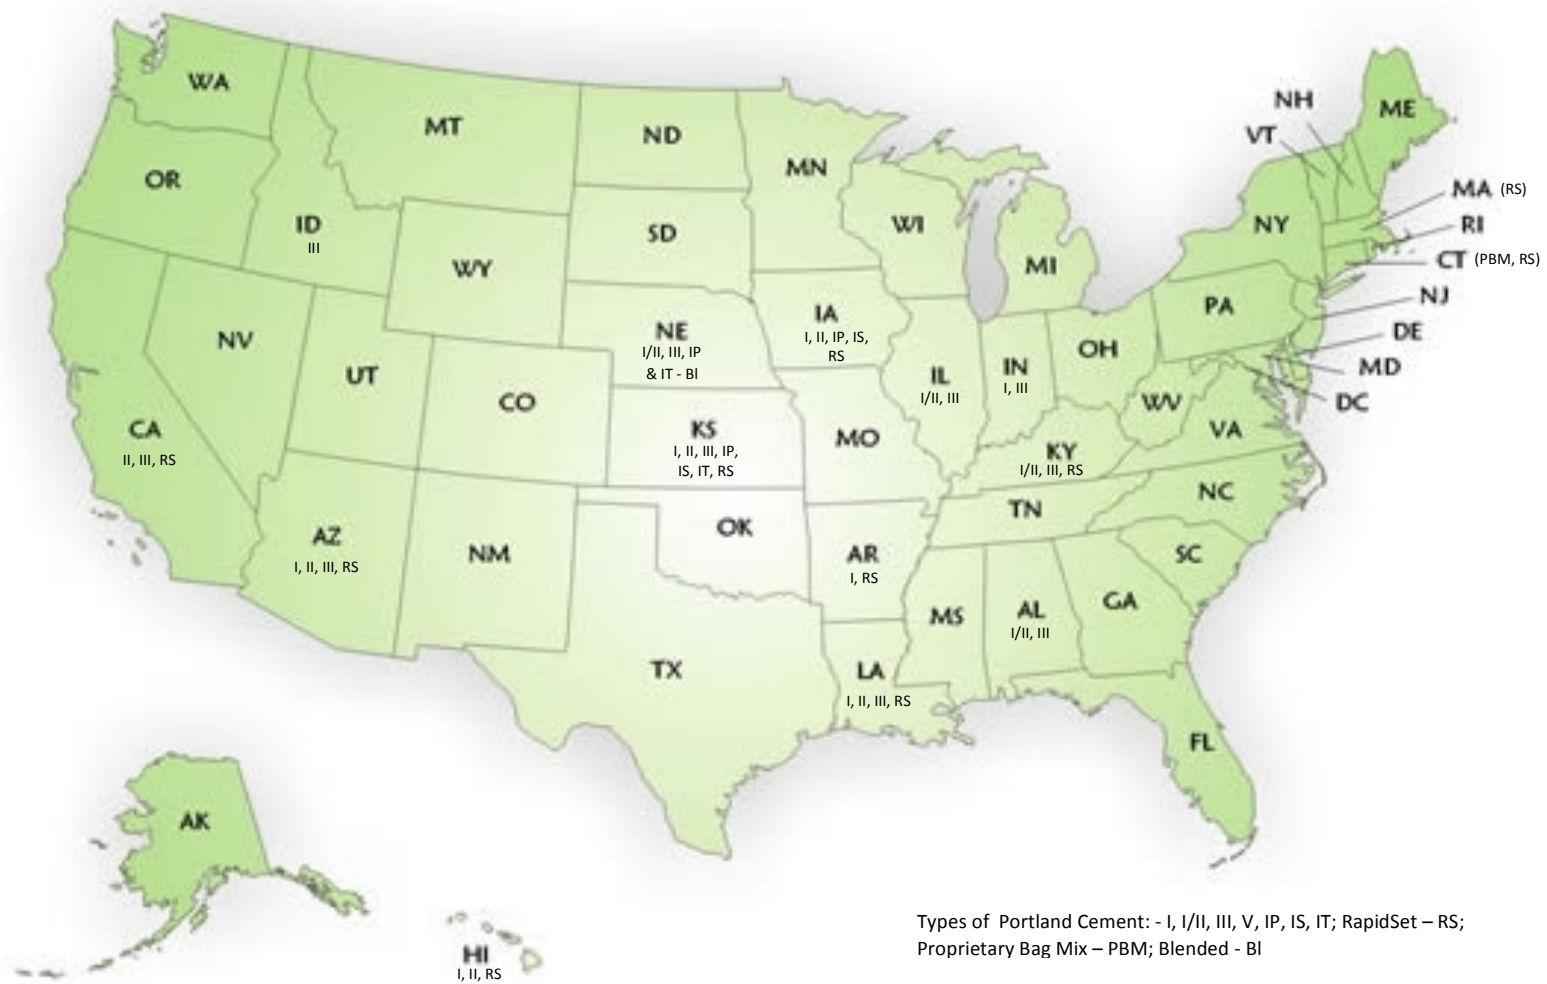 NH
ME
WA
VT
MT
ND
MN
OR
MA (RS)
ID
III
SD
WI
NY
RI
WY
MI
CT (PBM, RS)
NJ
PA
NE
I/II, III, IP
& IT - Bl
IA
I, II, IP, IS,
RS
DE
NV
OH
UT
IL
I/II, III
IN
I, III
MD
CO
WV
DC
CA
II, III, RS
KS
I, II, III, IP,
IS, IT, RS
MO
KY
I/II, III, RS
VA
NC
TN
AZ
I, II, III, RS
NM
OK
AR
I, RS
SC
MS
AL
I/II, III
GA
TX
LA
I, II, III, RS
FL
AK
HI
I, II, RS
Types of Portland Cement: - I, I/II, III, V, IP, IS, IT; RapidSet – RS;
Proprietary Bag Mix – PBM; Blended - Bl